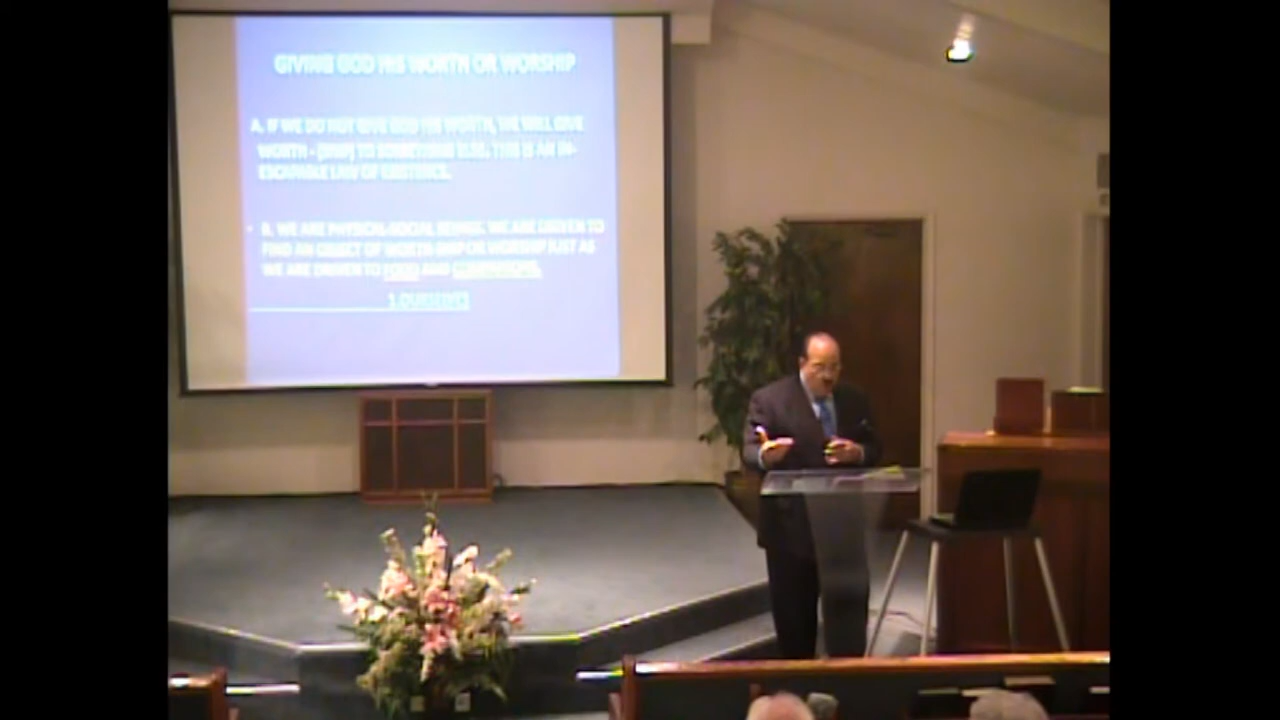 GIVING GOD HIS WORTH OR WORSHIP
A. IF WE DO NOT GIVE GOD HIS WORTH, WE WILL GIVE
WORTH - (SHIP) TO SOMETHING ELSE. THIS IS AN IN-
ESCAPABLE LAW OF EXISTENCE.
B. WE ARE PHYSICAL-SOCIAL BEINGS. WE ARE DRIVEN TO
FIND AN OBJECT OF WORTH-SHIP OR WORSHIP JUST AS
WE ARE DRIVEN TO FOOD AND
1.OURSELVES